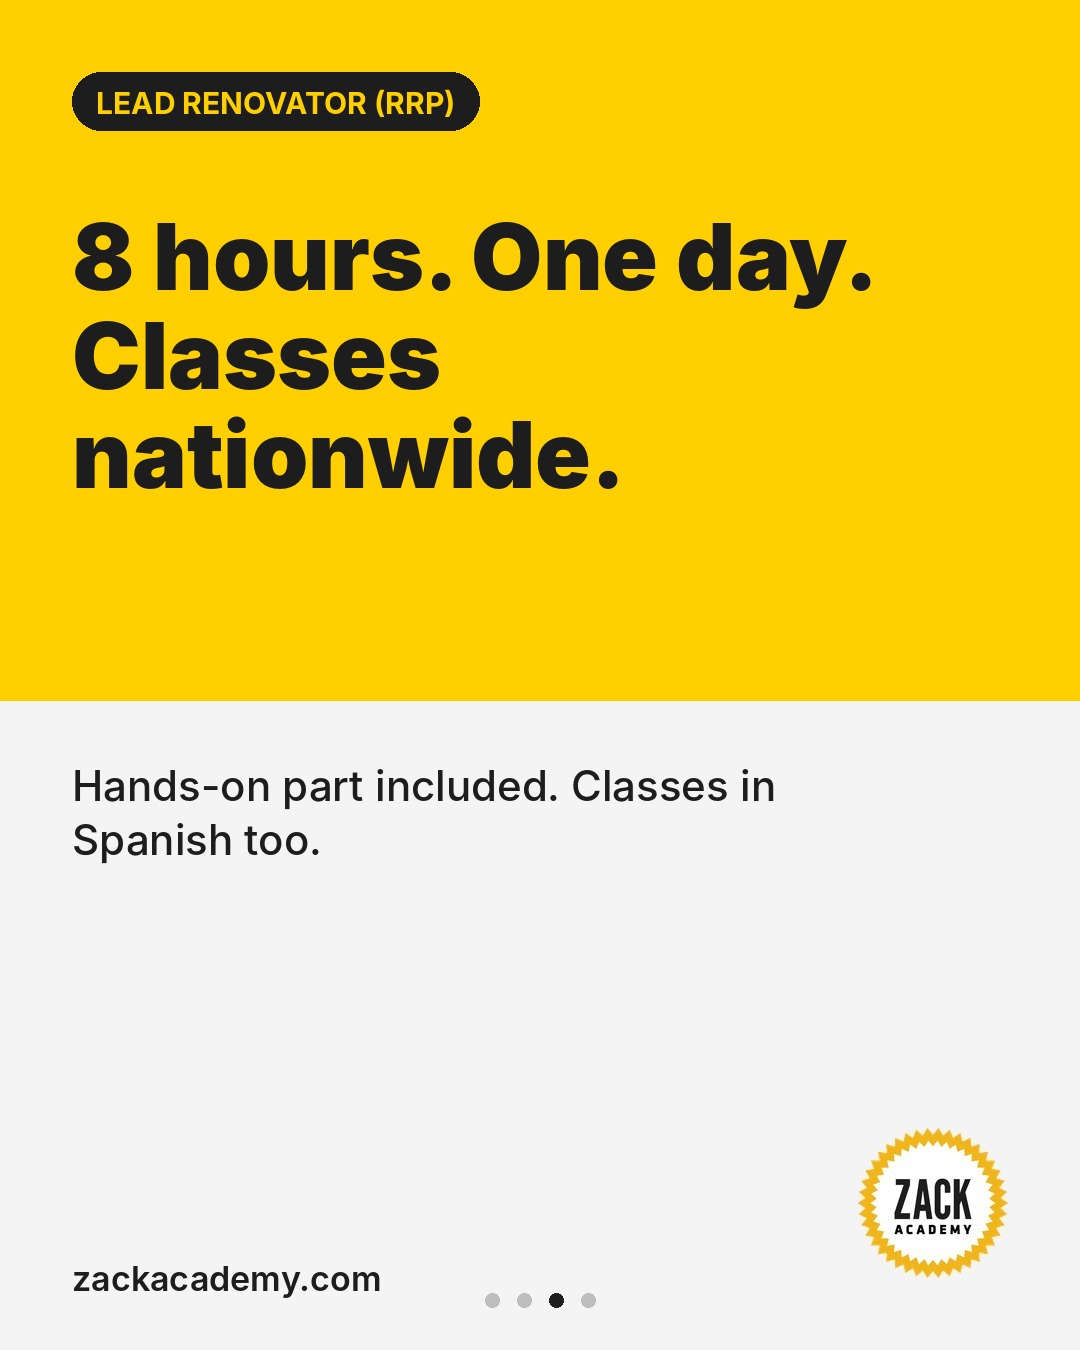 LEAD RENOVATOR (RRP)
8 hours. One day.
Classes
nationwide.
Hands-on part included. Classes in
Spanish too.
ZACK
ACADEMY
zackacademy.com